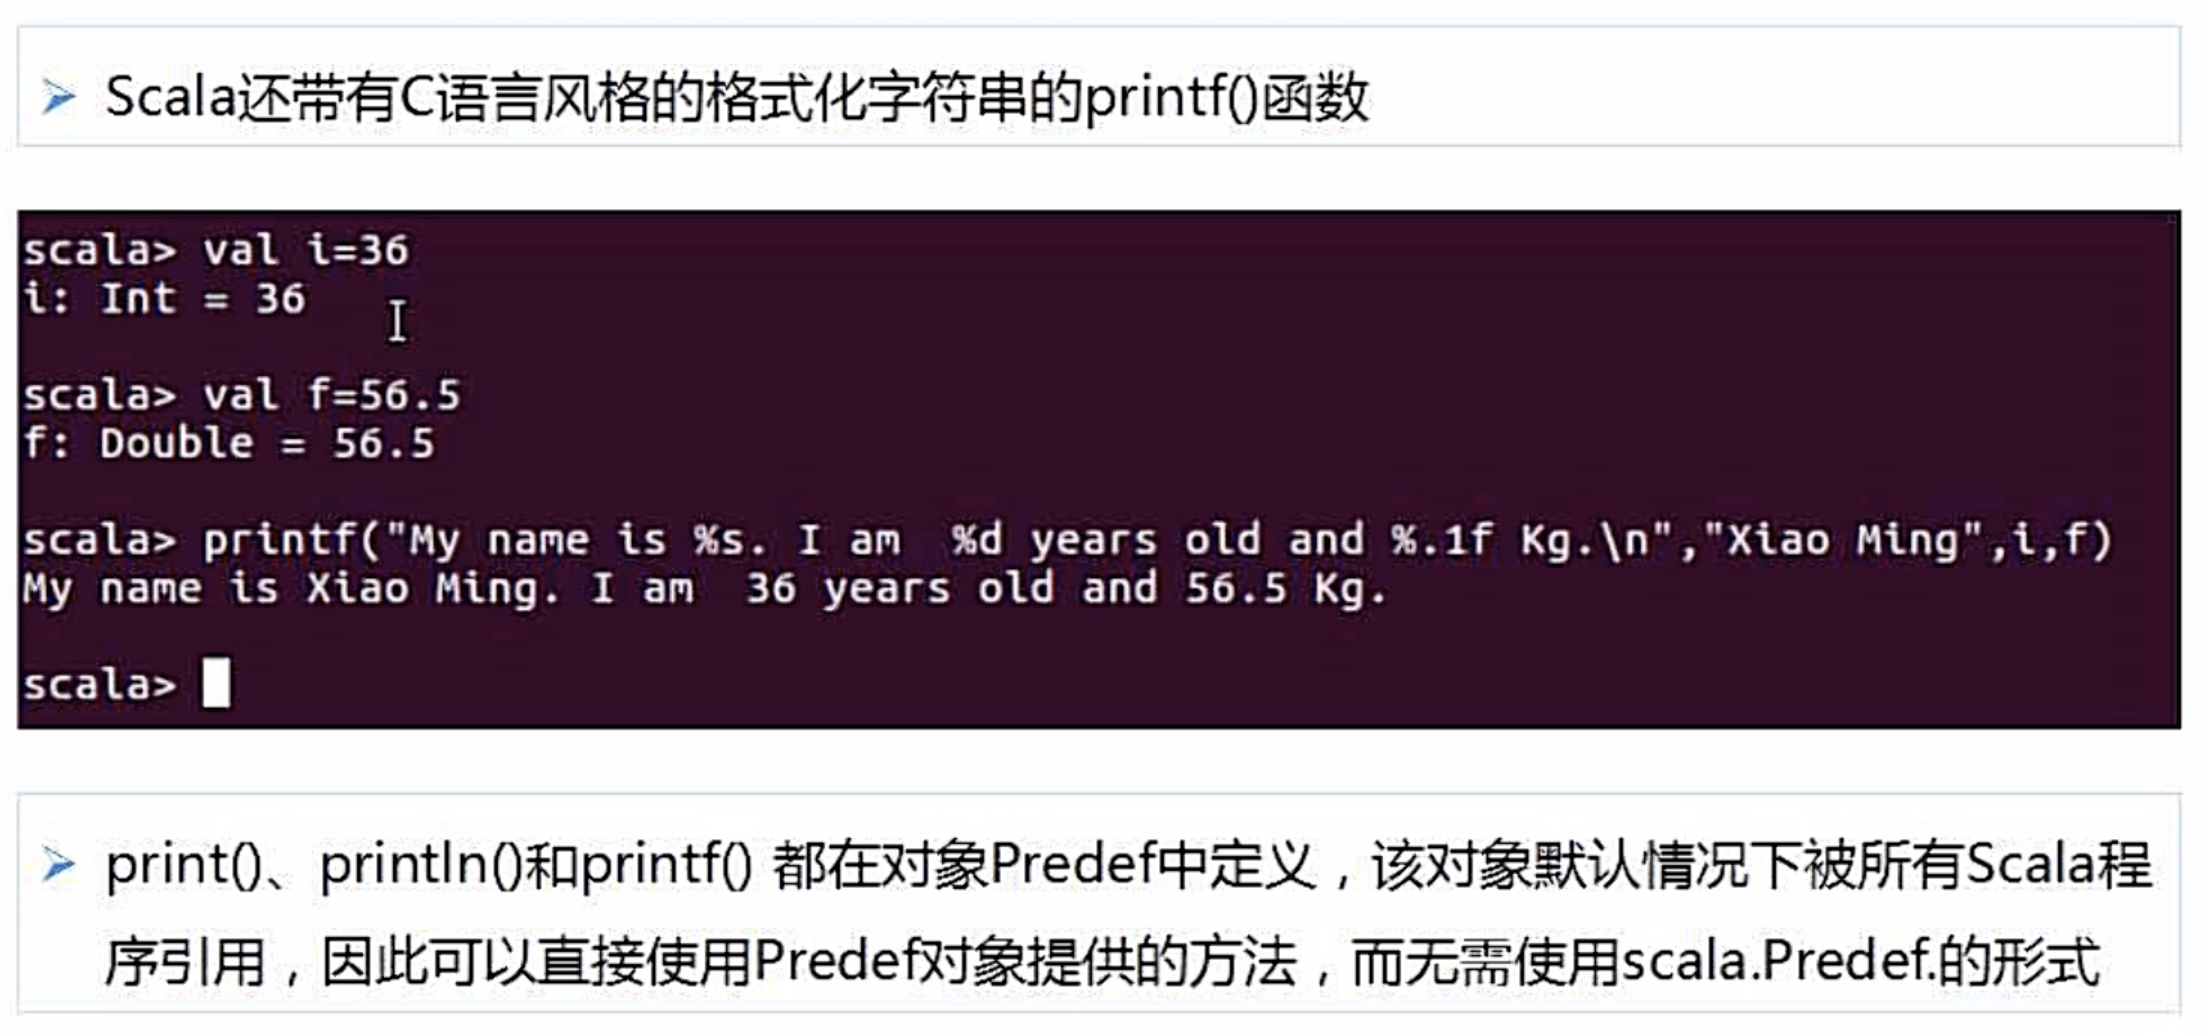 Scala还带有C语言风格的格式化字符串的printf()函数
scala> val i=36
i: Int = 36
scala> val f=56.5
f: Double = 56.5
scala> printf("My name is %s. I am  %d years old and %.1f Kg.\n","Xiao Ming",i,f)
My name is Xiao Ming. I am  36 years old and 56.5 Kg.
scala>
print()、println()和printf() 都在对象Predef中定义，该对象默认情况下被所有Scala程
序引用，因此可以直接使用Predef对象提供的方法，而无需使用scala.Predef.的形式